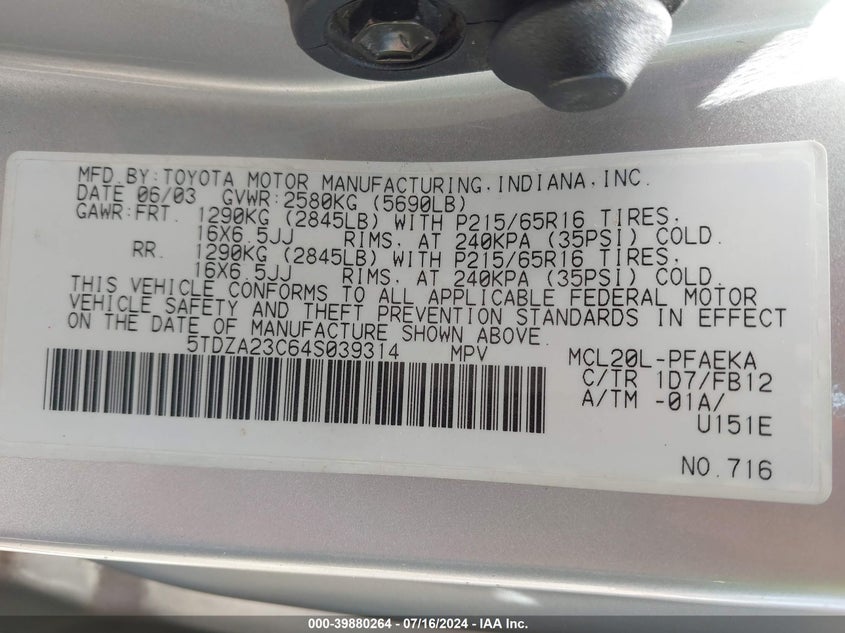 MFD.BY:TOYOTA MOTOR MANUFACTURING,INDIANA,INC.
DATE 06/03 GVWR:2580KG (5690LB)
GAWR:FRT. 1290KG (2845LB) WITH P215/65R16 TIRES.
16X6.5JJ RIMS. AT 240KPA (35PSI) COLD.
RR. 1290KG (2845LB) WITH P215/65R16 TIRES.
16X6.5JJ RIMS. AT 240KPA (35PSI) COLD.
THIS VEHICLE CONFORMS TO ALL APPLICABLE FEDERAL MOTOR
VEHICLE SAFETY AND THEFT PREVENTION STANDARDS IN EFFECT
ON THE DATE OF MANUFACTURE SHOWN ABOVE.
5TDZA23C64S039314 MPV MCL20L-PFAEKA
C/TR 1D7/FB12
A/TM -01A/
U151E
NO.716
000-39880264 - 07/16/2024 - IAA Inc.